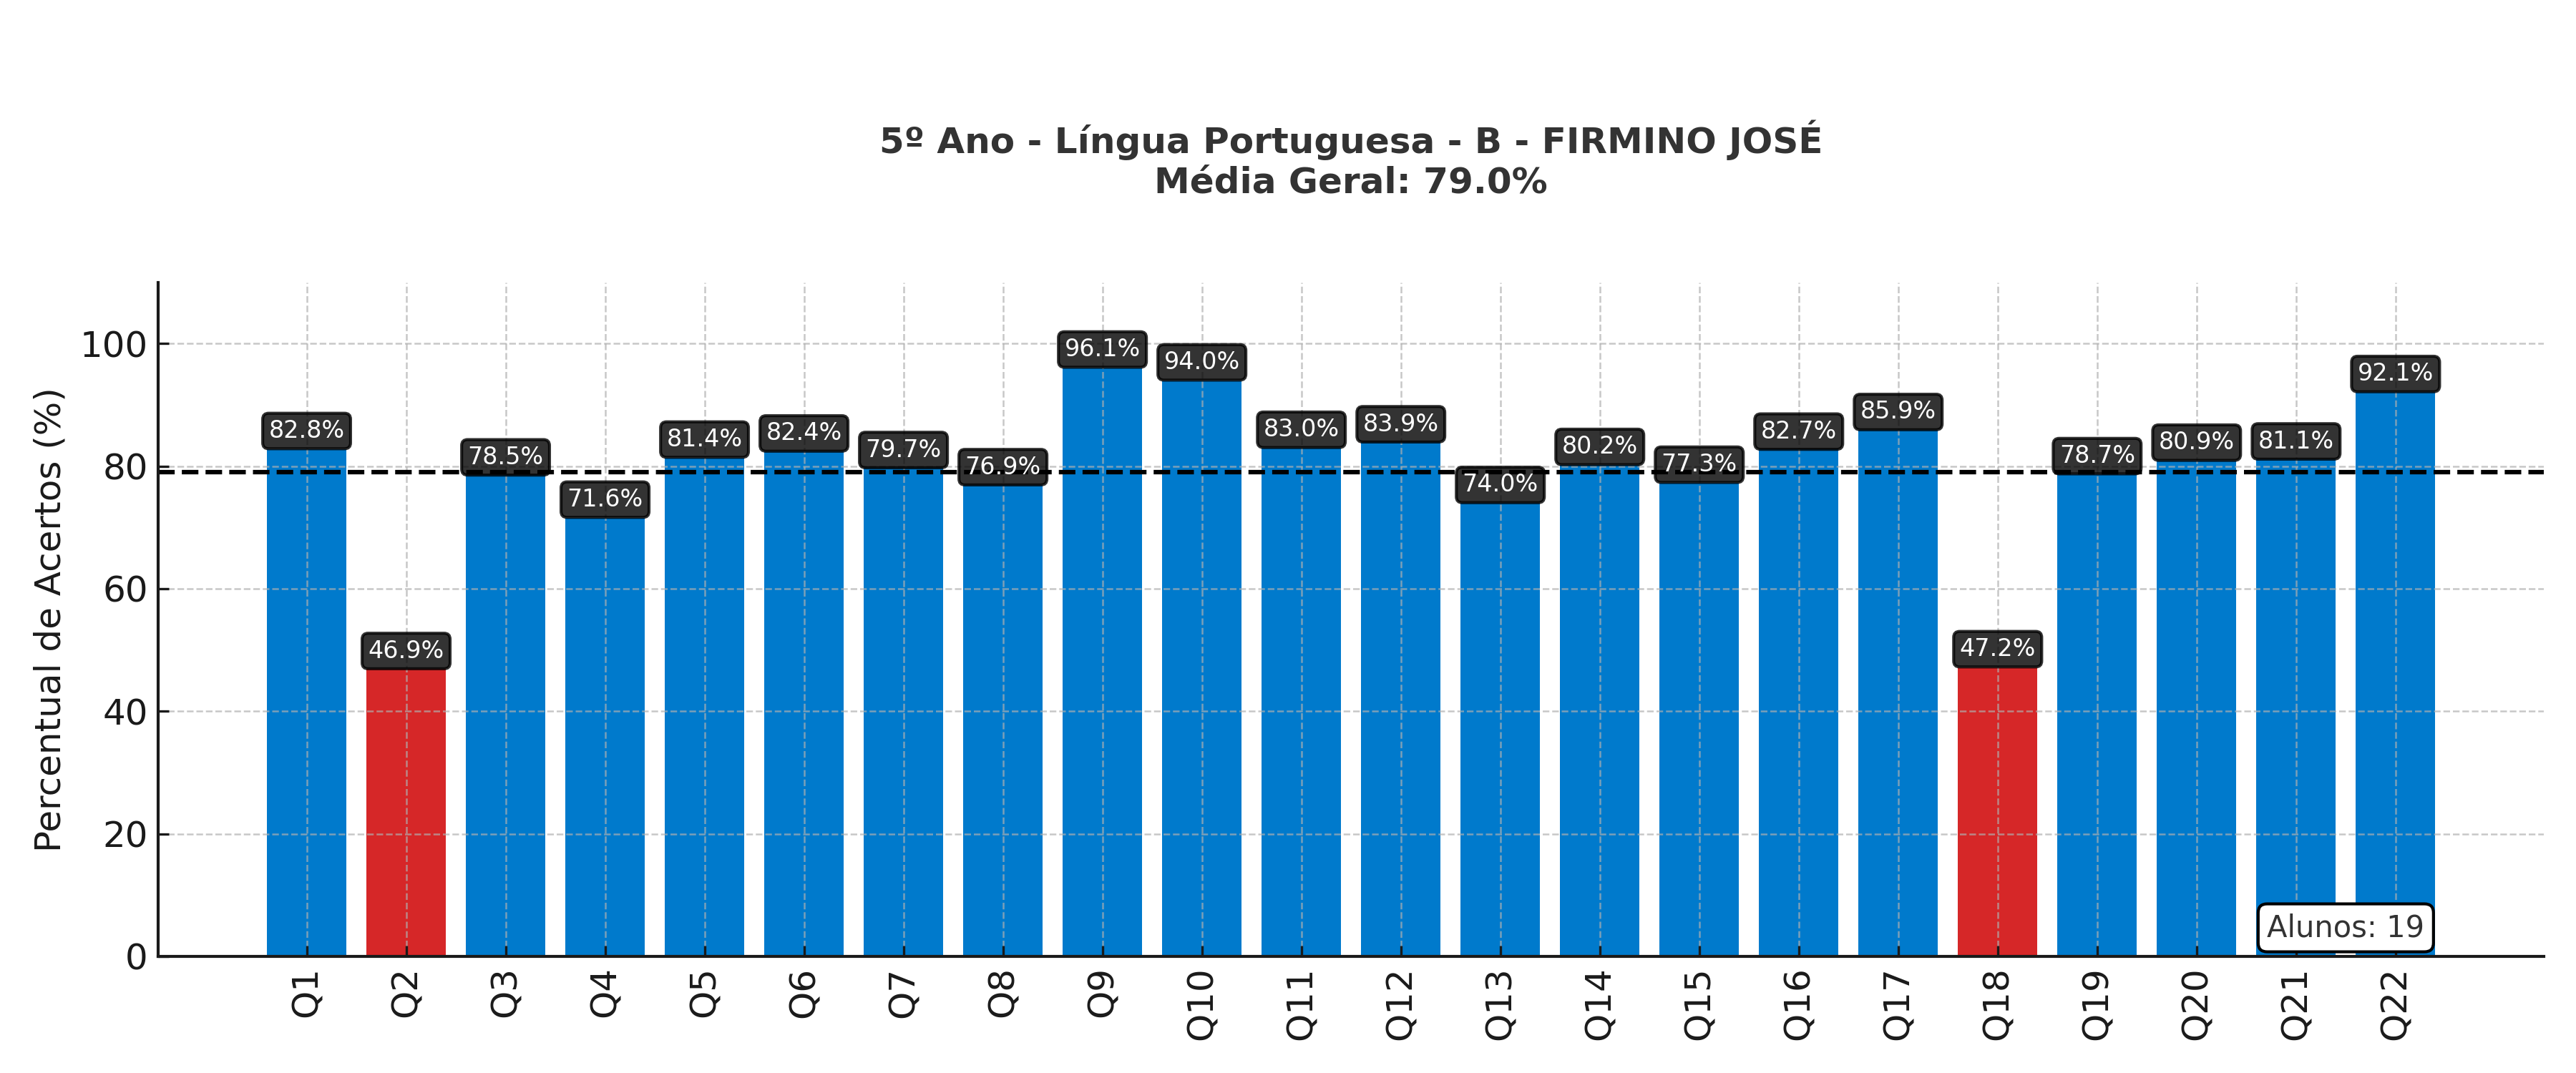 5º Ano - Língua Portuguesa - B - FIRMINO JOSÉ
Média Geral: 79.0%
Percentual de Acertos (%)
100
80
60
40
20
0
82.8%
46.9%
78.5%
71.6%
81.4%
82.4%
79.7%
76.9%
96.1%
94.0%
83.0%
83.9%
74.0%
80.2%
77.3%
82.7%
85.9%
47.2%
78.7%
80.9%
81.1%
92.1%
Alunos: 19
Q1
Q2
Q3
Q4
Q5
Q6
Q7
Q8
Q9
Q10
Q11
Q12
Q13
Q14
Q15
Q16
Q17
Q18
Q19
Q20
Q21
Q22